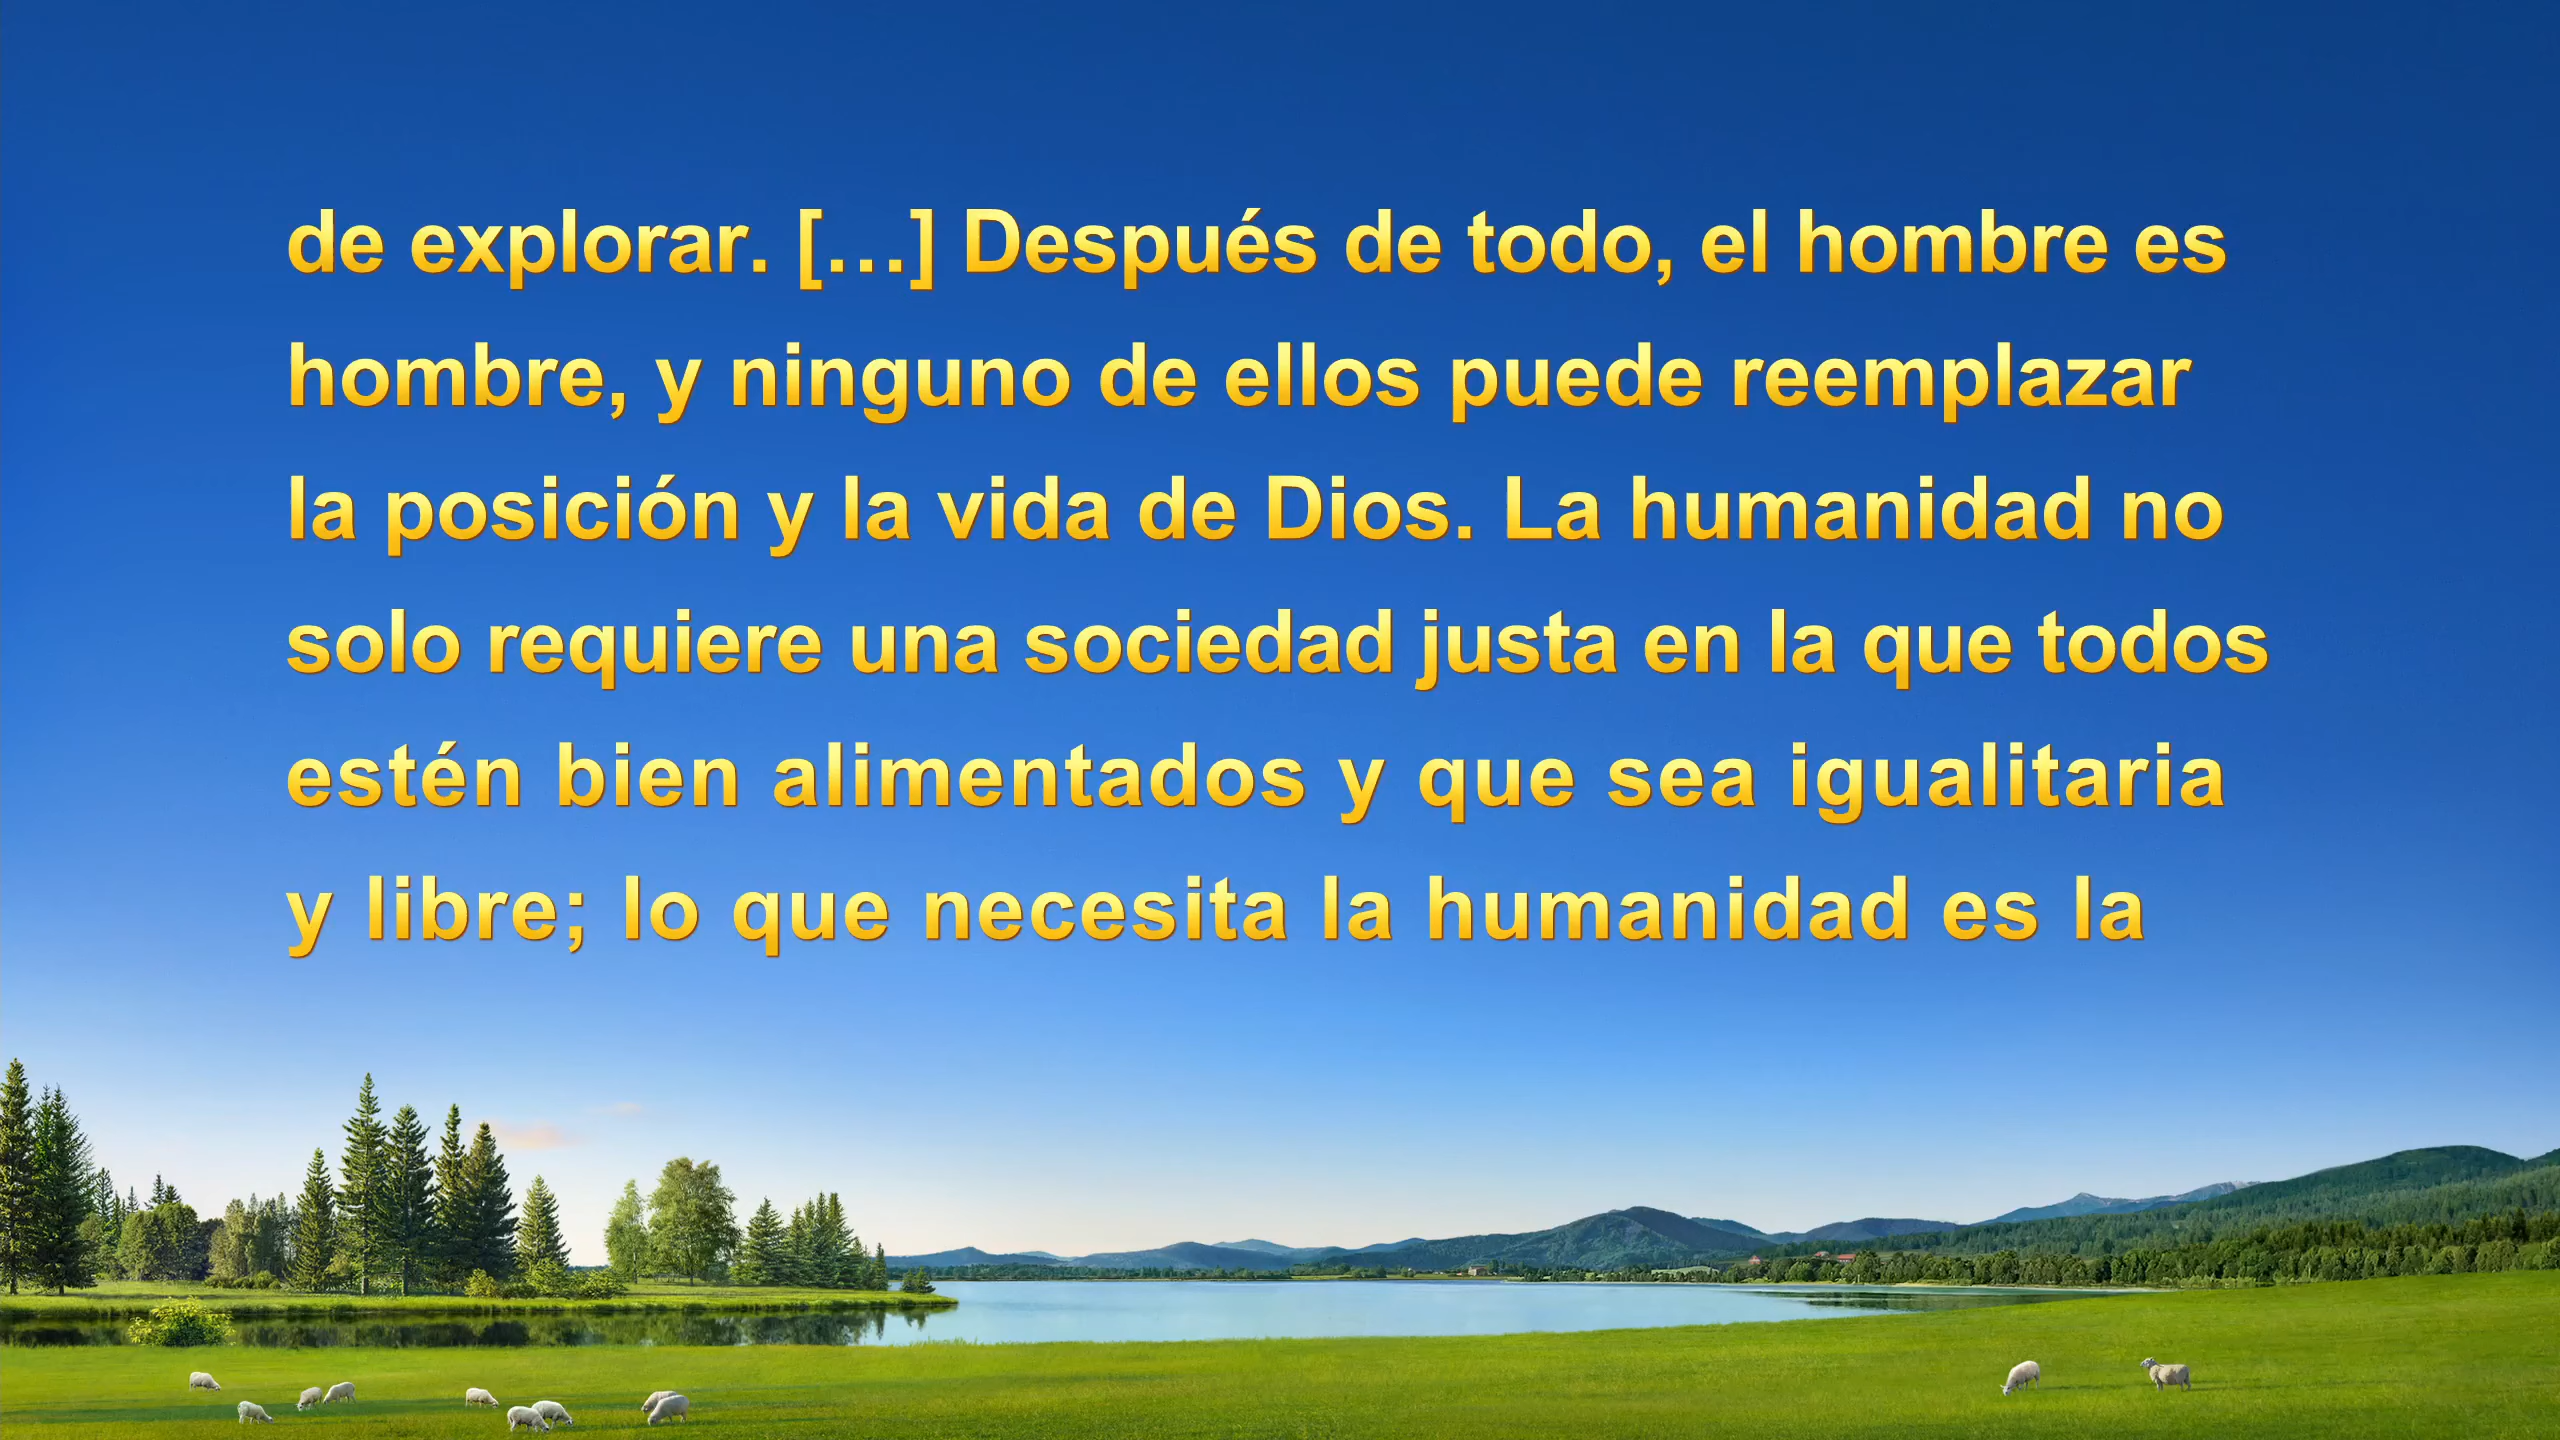 de explorar. […] Después de todo, el hombre es
hombre, y ninguno de ellos puede reemplazar
la posición y la vida de Dios. La humanidad no
solo requiere una sociedad justa en la que todos
estén bien alimentados y que sea igualitaria
y libre; lo que necesita la humanidad es la